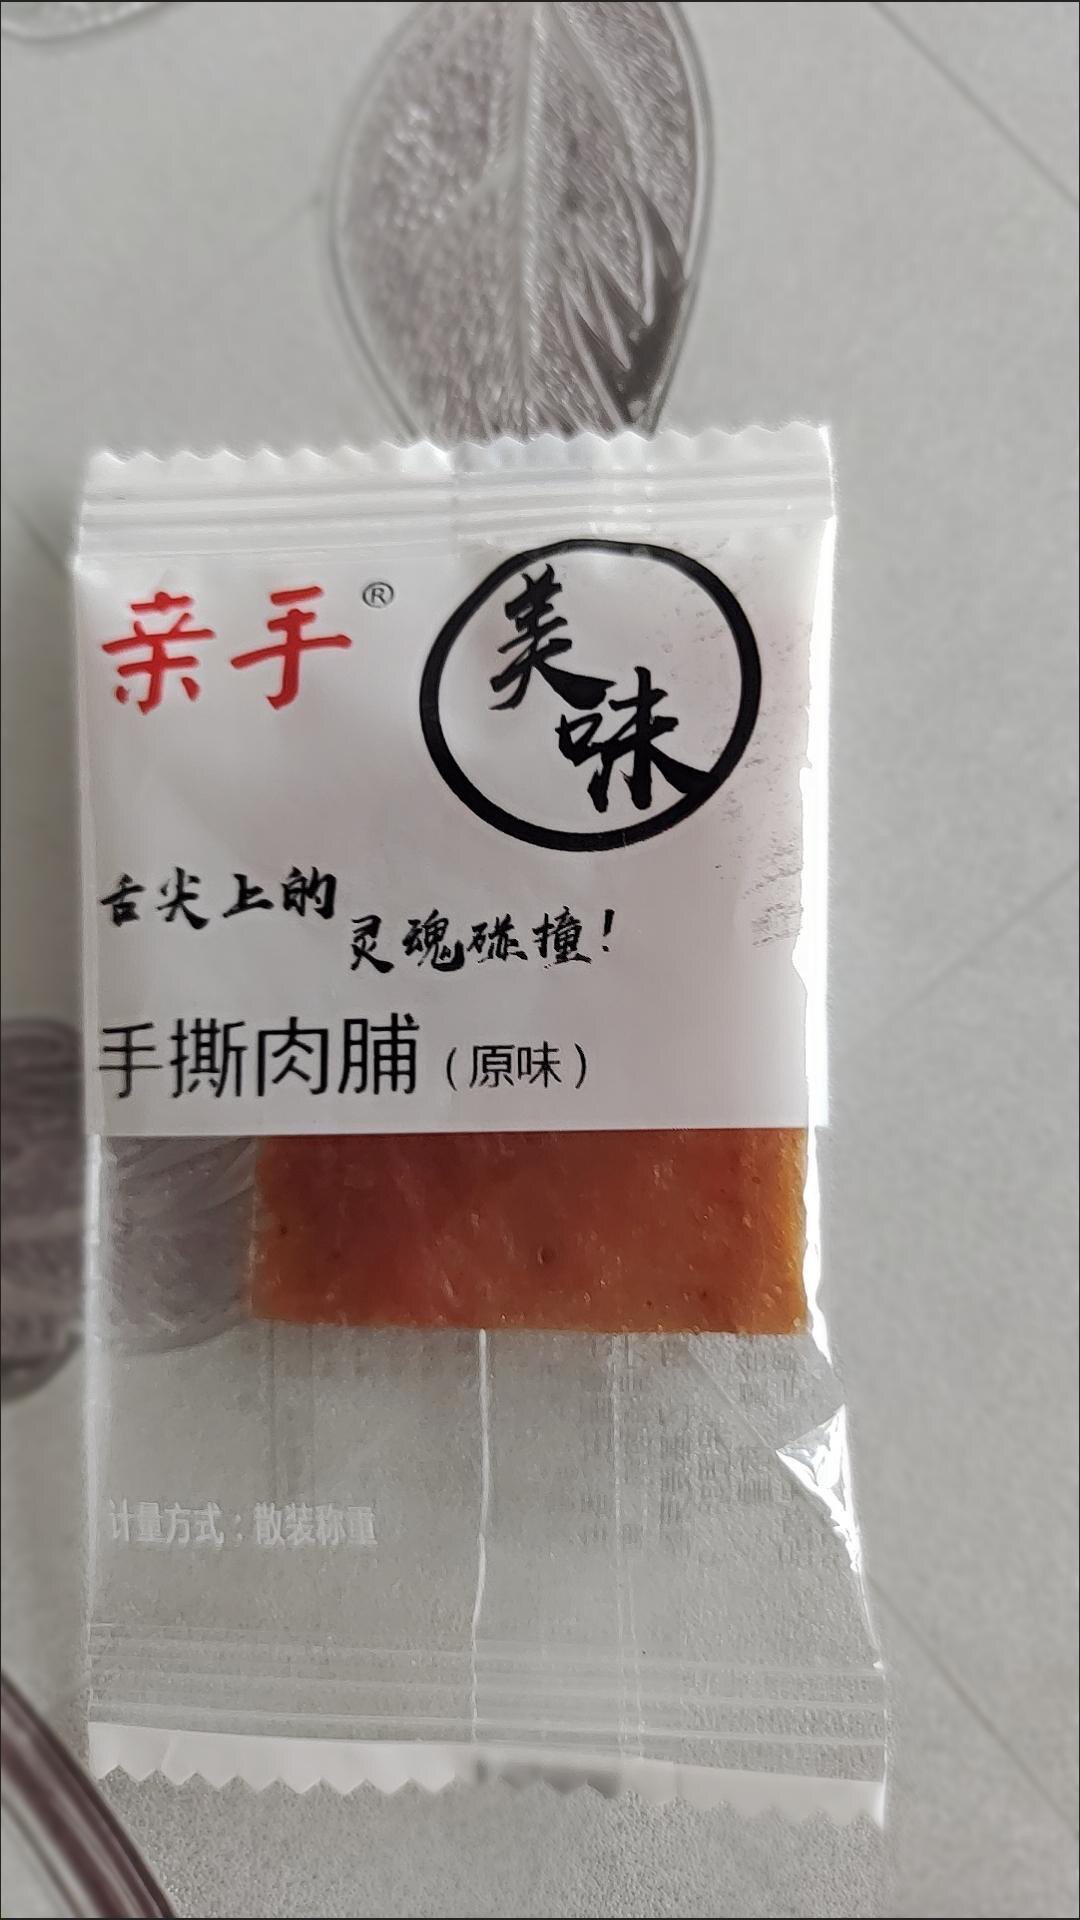 亲手®
美味
舌尖上的
灵魂碰撞！
手撕肉脯（原味）
计量方式：散装称重